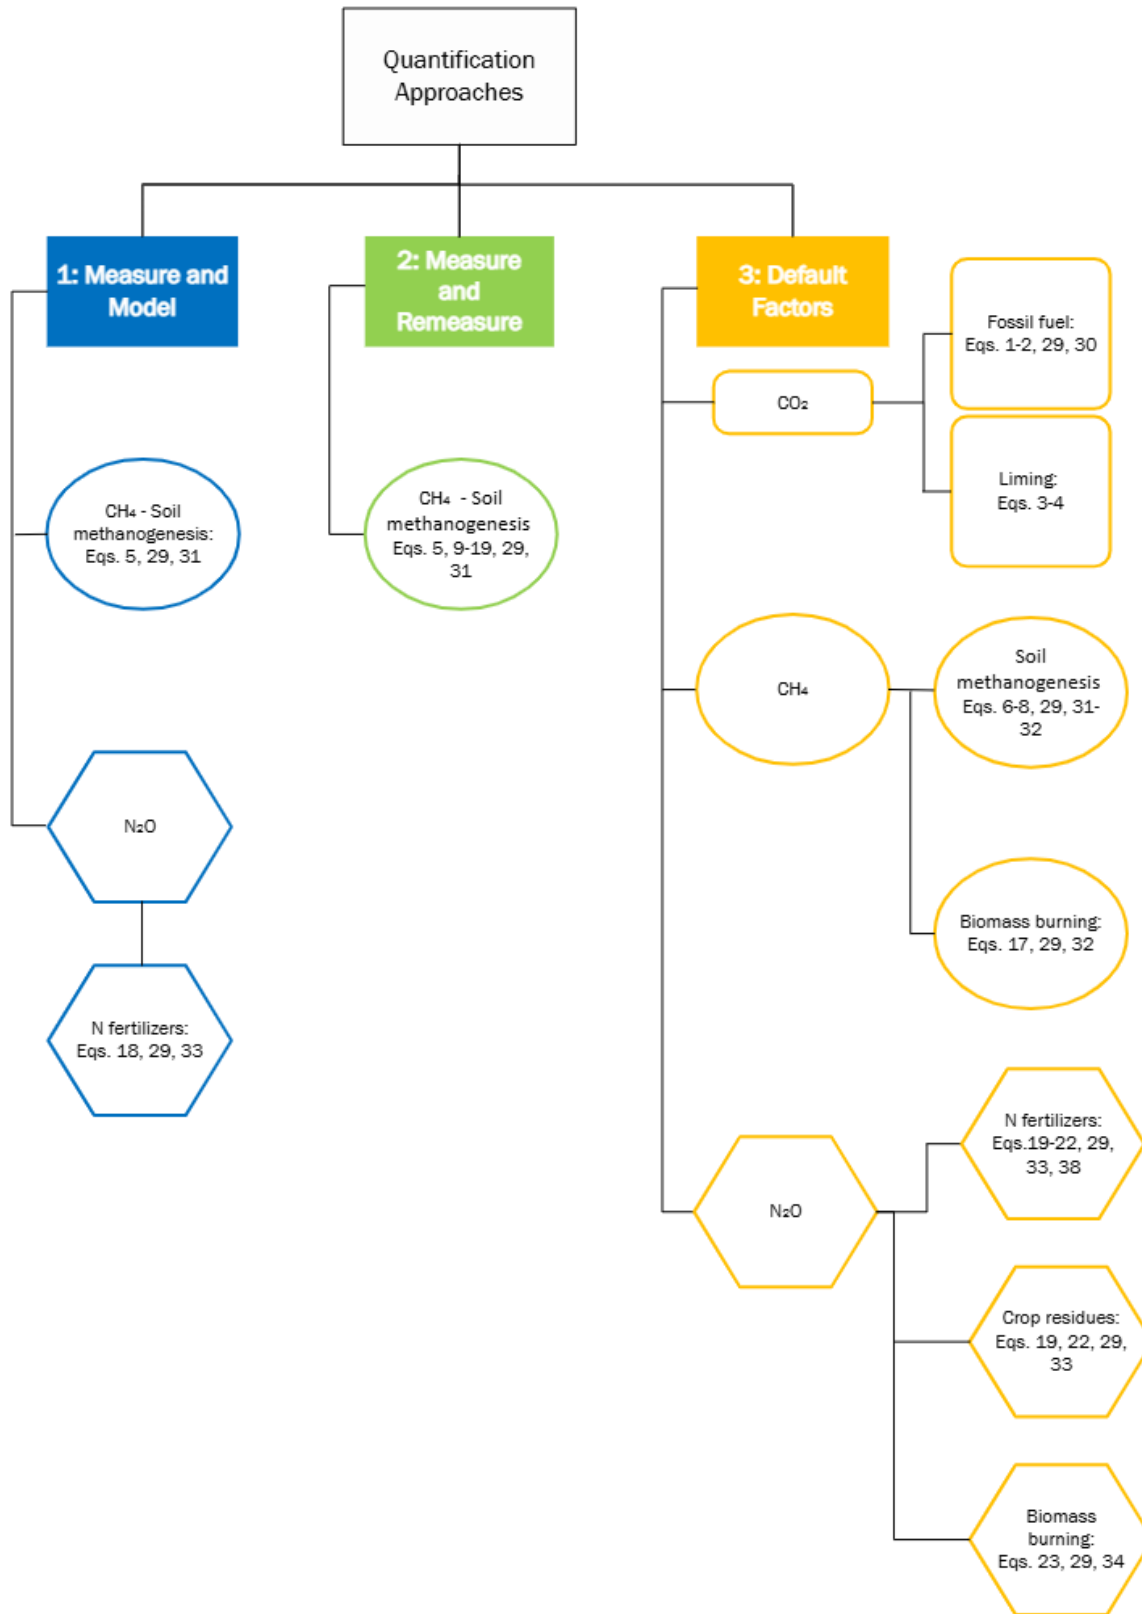 Quantification
Approaches
1: Measure and
Model
2: Measure
and
Remeasure
3: Default
Factors
Fossil fuel:
Eqs. 1-2, 29, 30
CO₂
Liming:
Eqs. 3-4
CH₄ - Soil
methanogenesis:
Eqs. 5, 29, 31
CH₄ - Soil
methanogenesis
Eqs. 5, 9-19, 29,
31
CH₄
Soil
methanogenesis
Eqs. 6-8, 29, 31-
32
Biomass burning:
Eqs. 17, 29, 32
N₂O
N fertilizers:
Eqs. 18, 29, 33
N₂O
N fertilizers:
Eqs.19-22, 29,
33, 38
Crop residues:
Eqs. 19, 22, 29,
33
Biomass
burning:
Eqs. 23, 29, 34